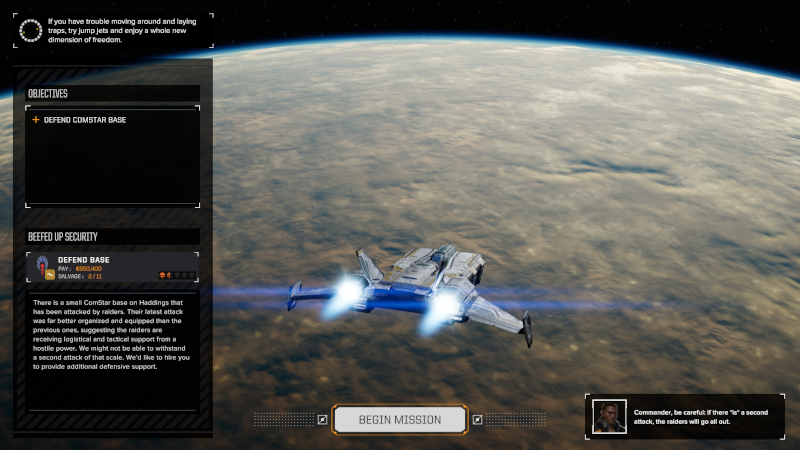 If you have trouble moving around and laying
traps, try jump jets and enjoy a whole new
dimension of freedom.
OBJECTIVES
DEFEND COMSTAR BASE
BEEFED UP SECURITY
DEFEND BASE
PAY: ¢850,400
SALVAGE: 2 / 11
There is a small ComStar base on Haddings that
has been attacked by raiders. Their latest attack
was far better organized and equipped than the
previous ones, suggesting the raiders are
receiving logistical and tactical support from a
hostile power. We might not be able to withstand
a second attack of that scale. We'd like to hire you
to provide additional defensive support.
BEGIN MISSION
Commander, be careful: if there *is* a second
attack, the raiders will go all out.